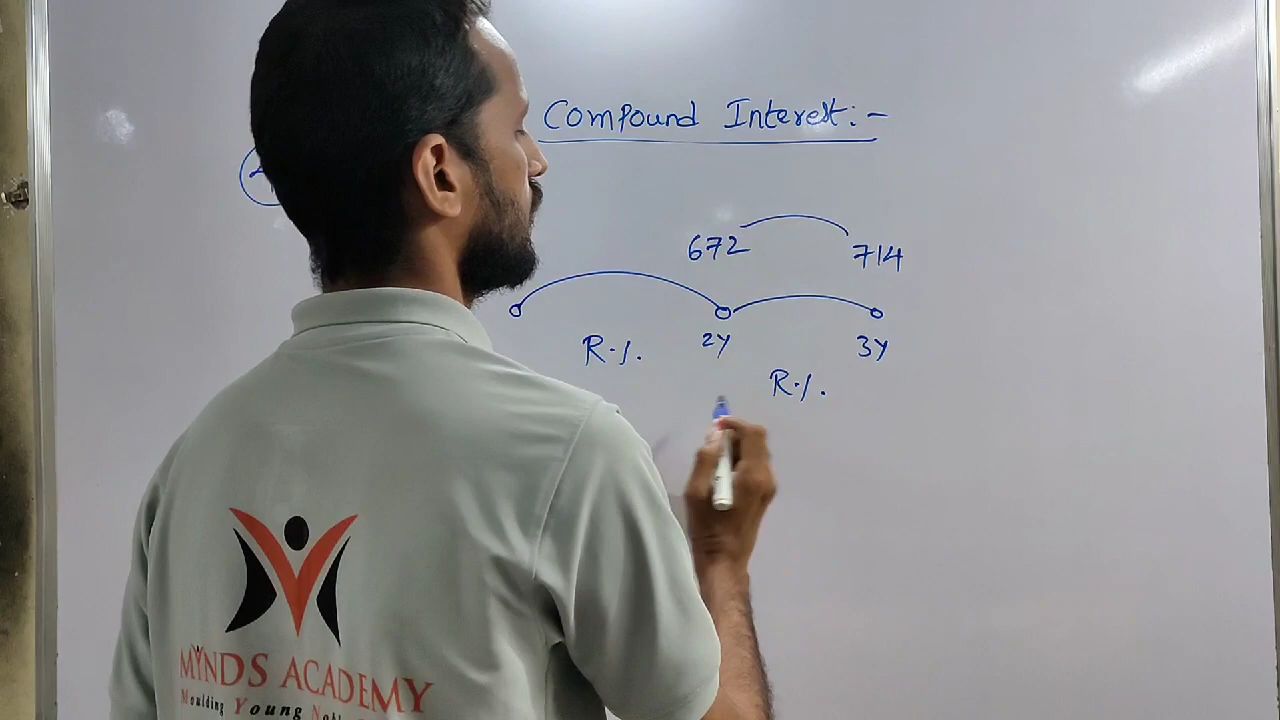 Compound Interest:-
672
714
R.%.
2Y
3Y
R.%.
MYNDS ACADEMY
Moulding Young